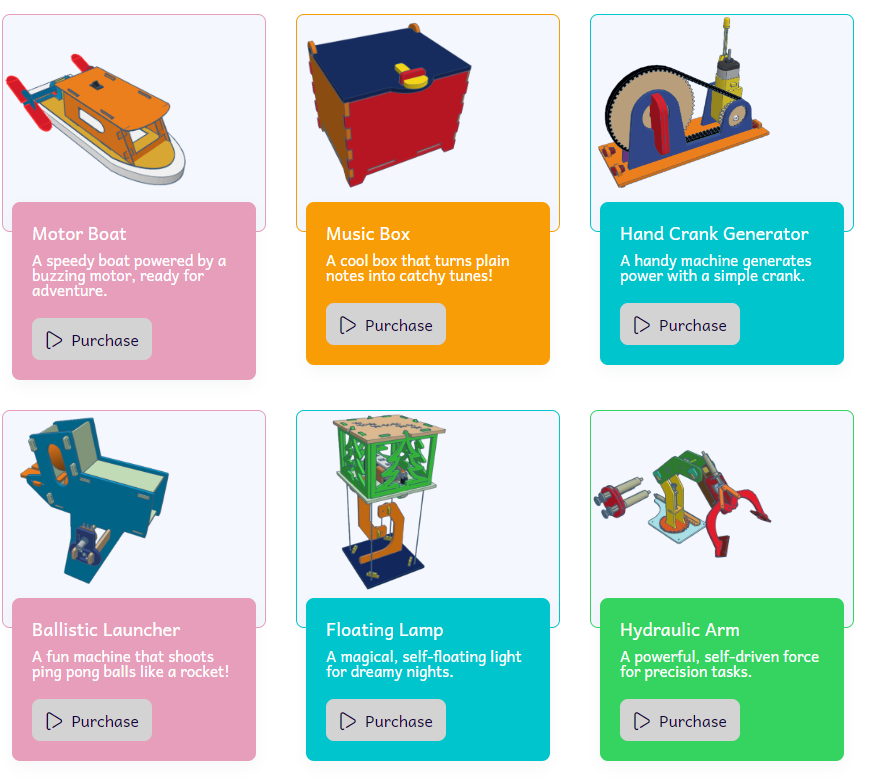 Motor Boat
A speedy boat powered by a
buzzing motor, ready for
adventure.
Purchase
Music Box
A cool box that turns plain
notes into catchy tunes!
Purchase
Hand Crank Generator
A handy machine generates
power with a simple crank.
Purchase
Ballistic Launcher
A fun machine that shoots
ping pong balls like a rocket!
Purchase
Floating Lamp
A magical, self-floating light
for dreamy nights.
Purchase
Hydraulic Arm
A powerful, self-driven force
for precision tasks.
Purchase